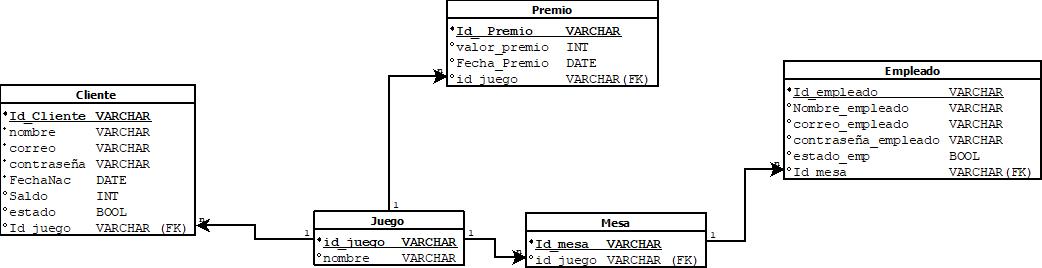 Premio
Id_ Premio VARCHAR
valor_premio INT
Fecha_Premio DATE
id_juego VARCHAR(FK)
n
1
Cliente
Id_Cliente VARCHAR
nombre VARCHAR
correo VARCHAR
contraseña VARCHAR
FechaNac DATE
Saldo INT
estado BOOL
Id_juego VARCHAR (FK)
n
1
Juego
id_juego VARCHAR
nombre VARCHAR
1
n
Mesa
Id_mesa VARCHAR
id_juego VARCHAR (FK)
1
n
Empleado
Id_empleado VARCHAR
Nombre_empleado VARCHAR
correo_empleado VARCHAR
contraseña_empleado VARCHAR
estado_emp BOOL
Id_mesa VARCHAR(FK)